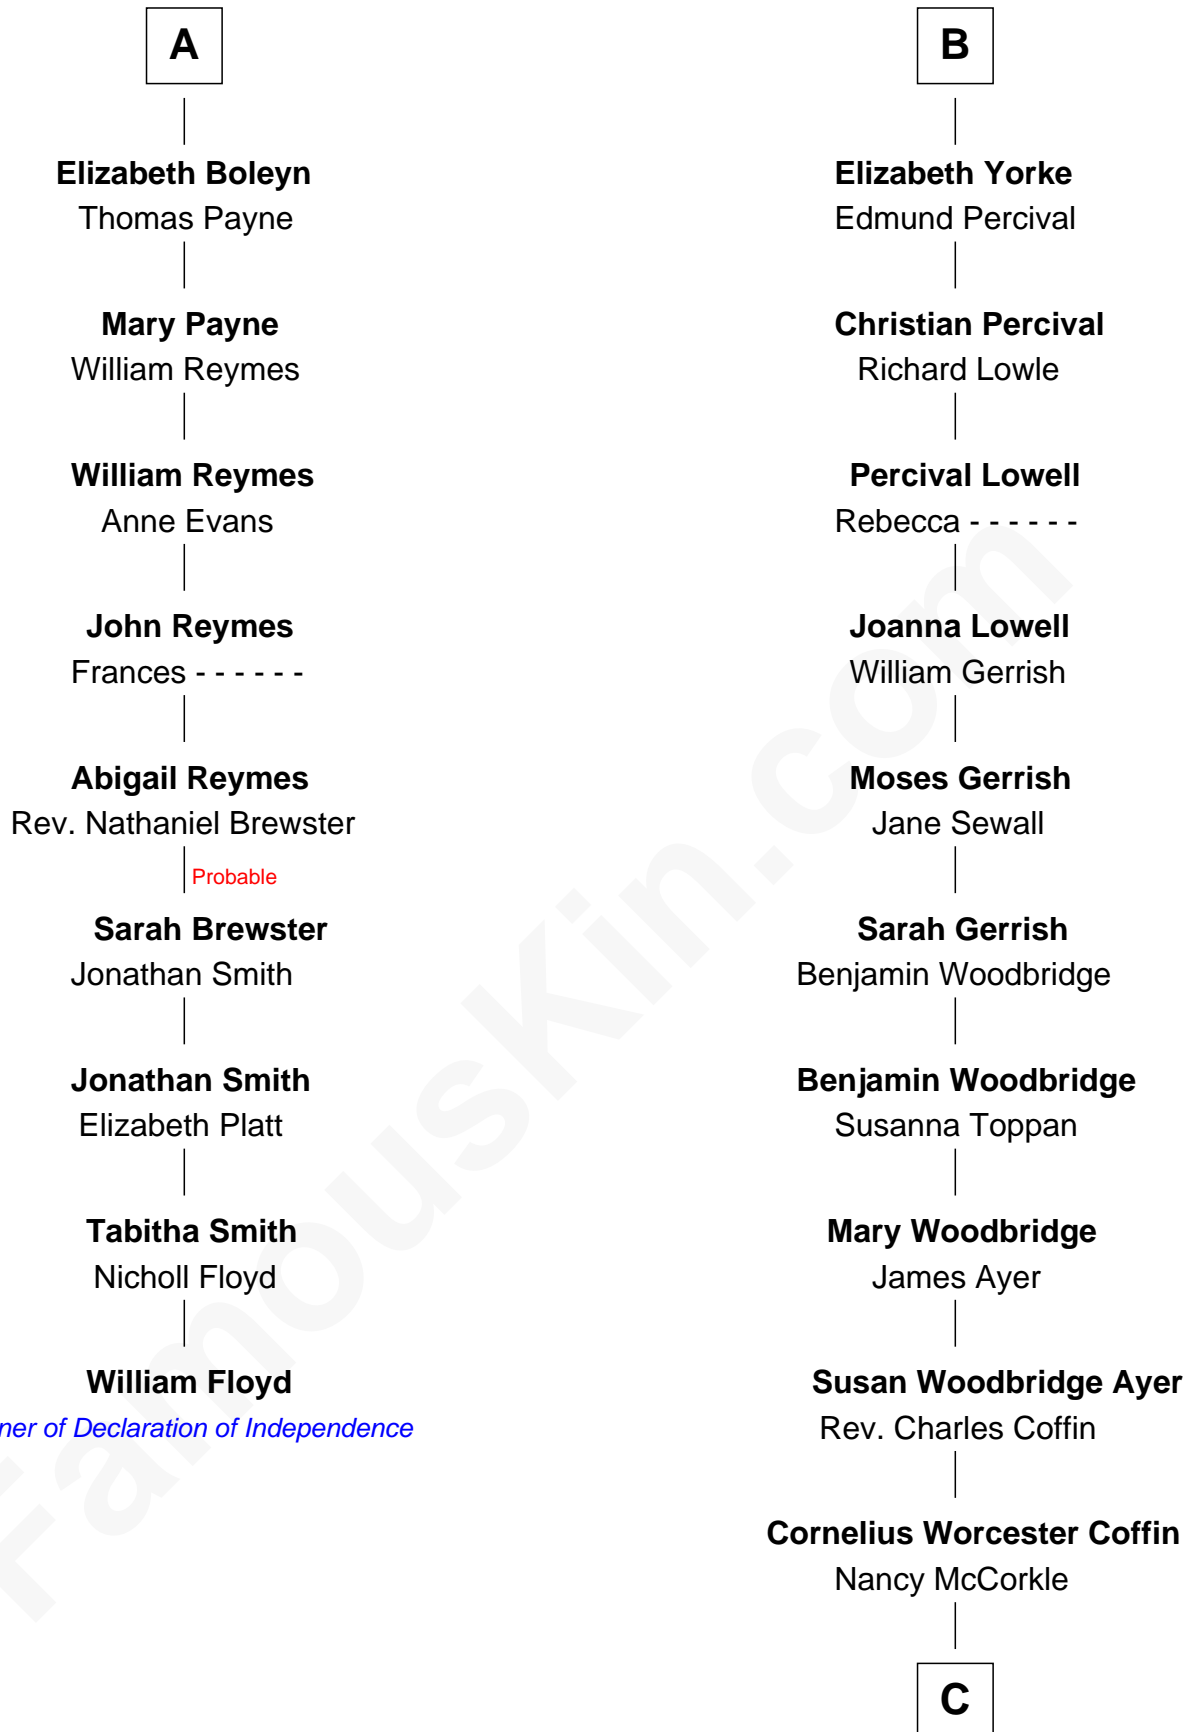 A
Elizabeth Boleyn
Thomas Payne
Mary Payne
William Reymes
William Reymes
Anne Evans
John Reymes
Frances - - - - - -
Abigail Reymes
Rev. Nathaniel Brewster
Probable
Sarah Brewster
Jonathan Smith
Jonathan Smith
Elizabeth Platt
Tabitha Smith
Nicholl Floyd
William Floyd
ner of Declaration of Independence
B
Elizabeth Yorke
Edmund Percival
Christian Percival
Richard Lowle
Percival Lowell
Rebecca - - - - - -
Joanna Lowell
William Gerrish
Moses Gerrish
Jane Sewall
Sarah Gerrish
Benjamin Woodbridge
Benjamin Woodbridge
Susanna Toppan
Mary Woodbridge
James Ayer
Susan Woodbridge Ayer
Rev. Charles Coffin
Cornelius Worcester Coffin
Nancy McCorkle
C
FamousKin.com